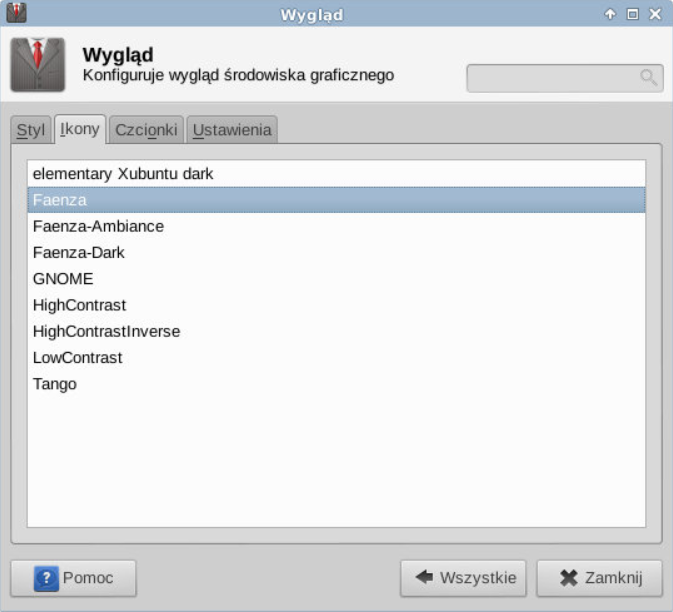 Wygląd
Wygląd
Konfiguruje wygląd środowiska graficznego
Styl Ikony Czcionki Ustawienia
elementary Xubuntu dark
Faenza
Faenza-Ambiance
Faenza-Dark
GNOME
HighContrast
HighContrastInverse
LowContrast
Tango
Pomoc Wszystkie Zamknij